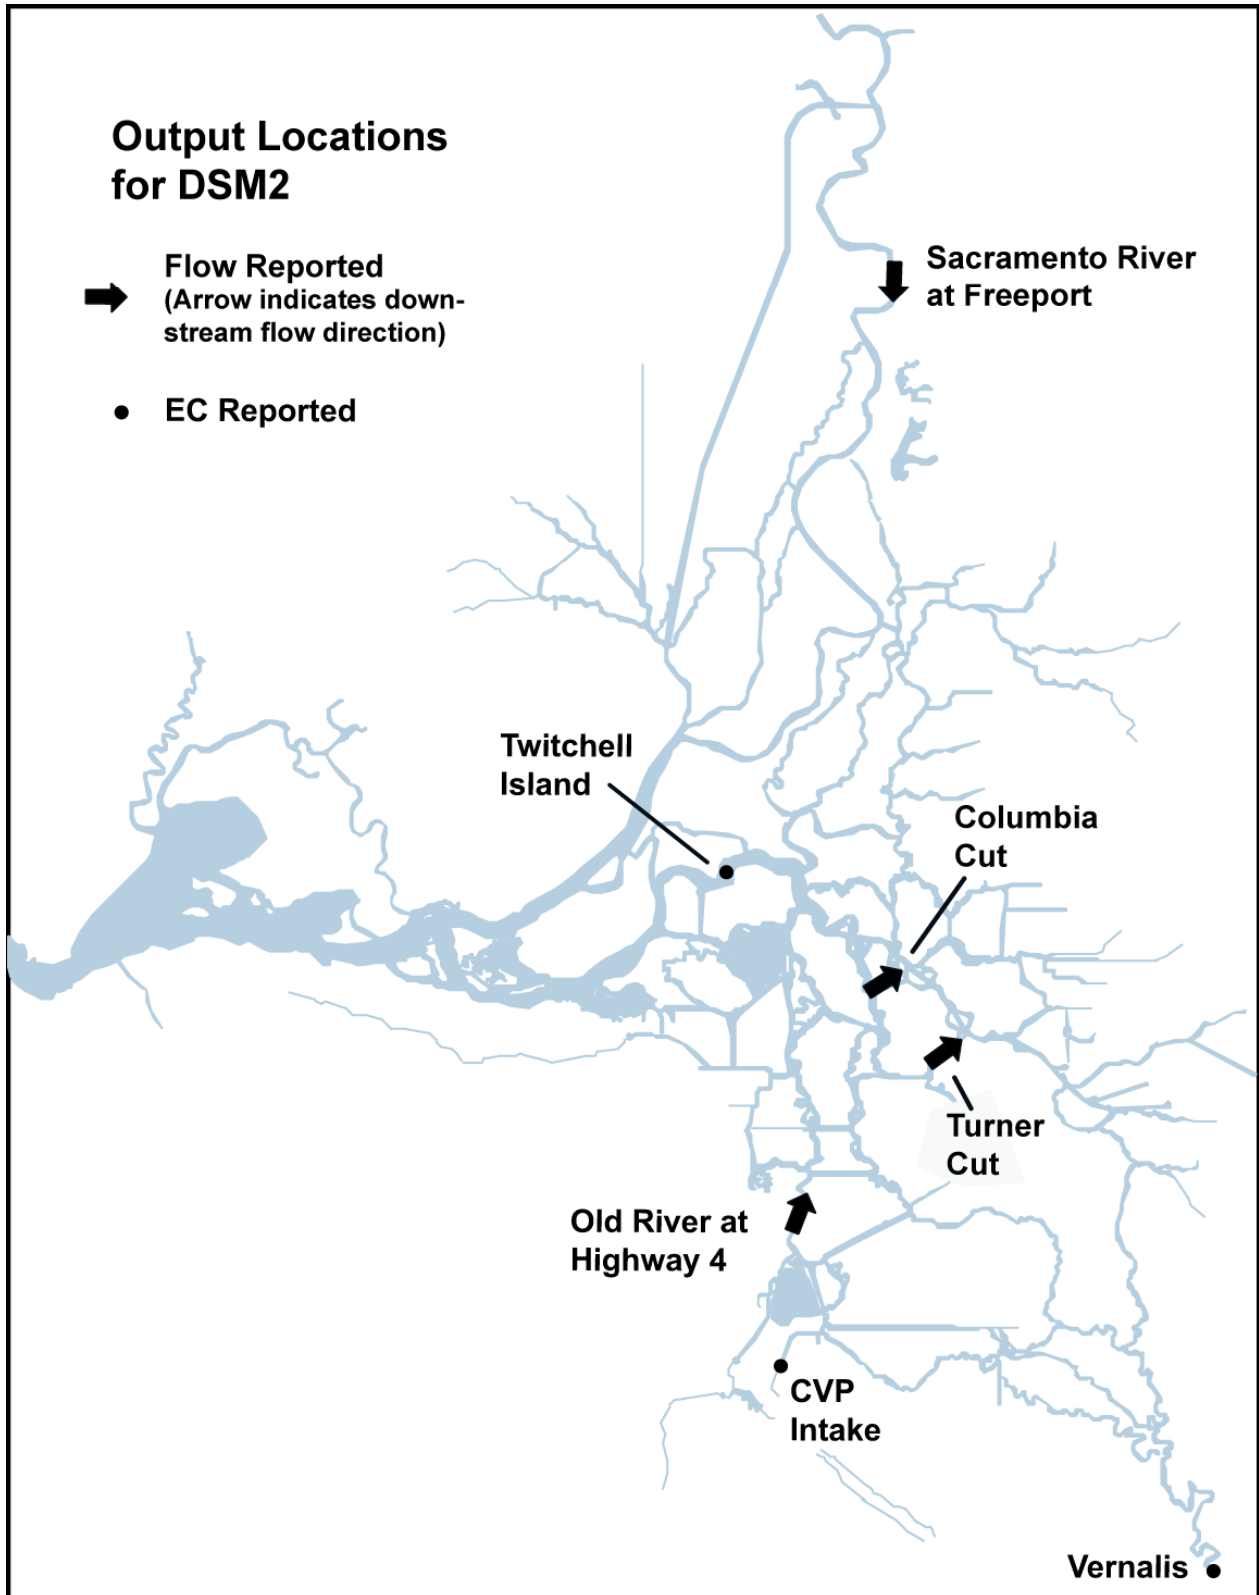 Output Locations
for DSM2
Flow Reported
(Arrow indicates down-
stream flow direction)
EC Reported
Sacramento River
at Freeport
Twitchell
Island
Columbia
Cut
Turner
Cut
Old River at
Highway 4
CVP
Intake
Vernalis